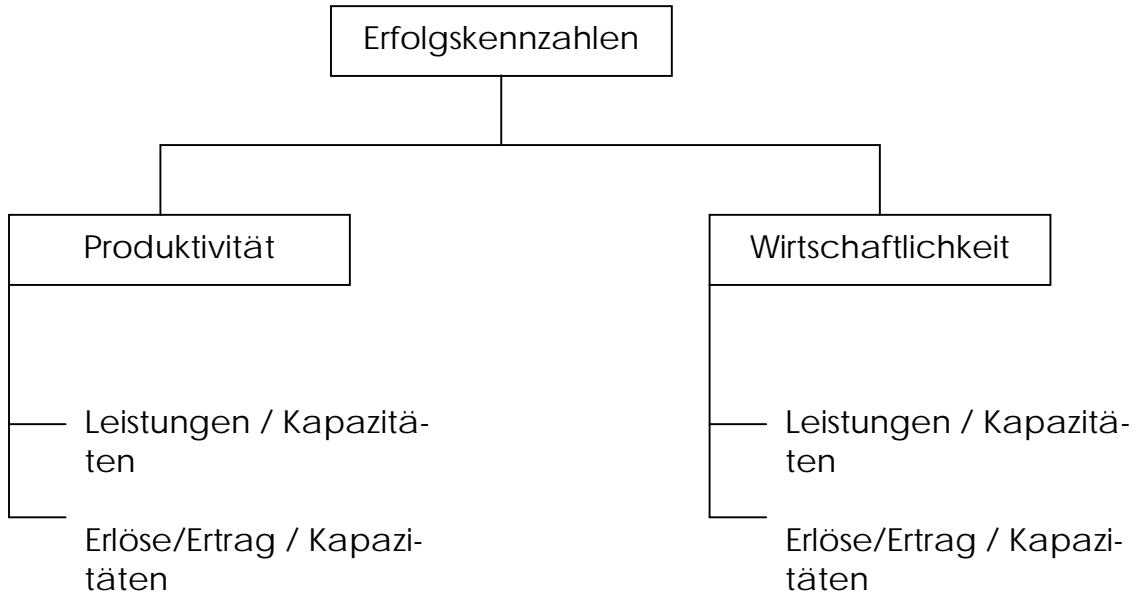 Erfolgskennzahlen
Produktivität
Wirtschaftlichkeit
Leistungen / Kapazitä-
ten
Erlöse/Ertrag / Kapazi-
täten
Leistungen / Kapazitä-
ten
Erlöse/Ertrag / Kapazi-
täten